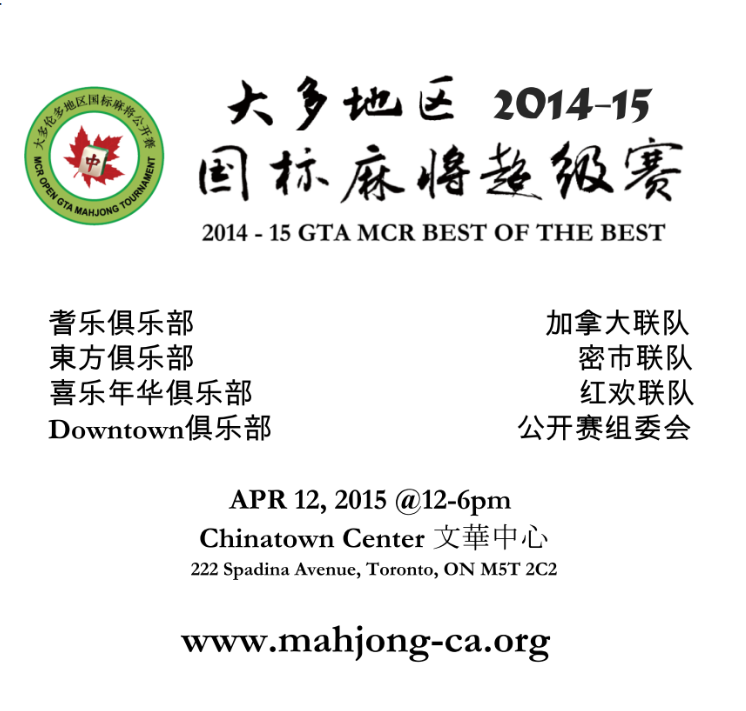 大多伦多地区国标麻将公开赛
MCR OPEN GTA MAHJONG TOURNAMENT
中
大多地区 2014-15
国标麻将超级赛
2014 - 15 GTA MCR BEST OF THE BEST
耆乐俱乐部 加拿大联队
東方俱乐部 密市联队
喜乐年华俱乐部 红欢联队
Downtown俱乐部 公开赛组委会
APR 12, 2015 @12-6pm
Chinatown Center 文華中心
222 Spadina Avenue, Toronto, ON M5T 2C2
www.mahjong-ca.org